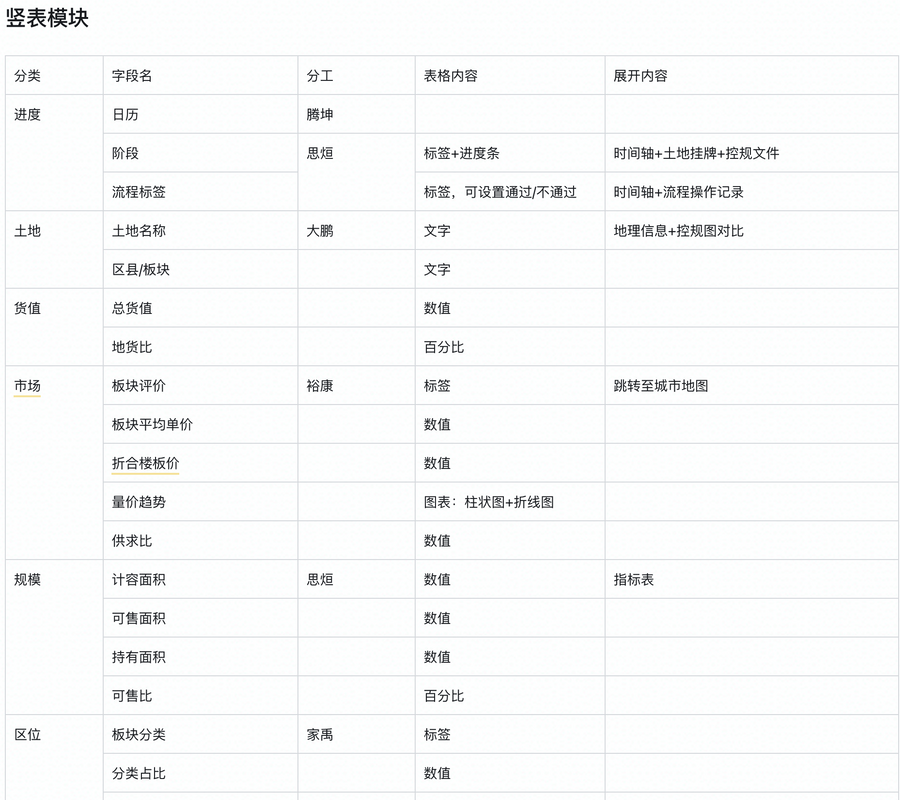 竖表模块
分类 字段名 分工 表格内容 展开内容
进度 日历 腾坤
阶段 思烜 标签+进度条 时间轴+土地挂牌+控规文件
流程标签 标签，可设置通过/不通过 时间轴+流程操作记录
土地 土地名称 大鹏 文字 地理信息+控规图对比
区县/板块 文字
货值 总货值 数值
地货比 百分比
市场 板块评价 裕康 标签 跳转至城市地图
板块平均单价 数值
折合楼板价 数值
量价趋势 图表：柱状图+折线图
供求比 数值
规模 计容面积 思烜 数值 指标表
可售面积 数值
持有面积 数值
可售比 百分比
区位 板块分类 家禹 标签
分类占比 数值